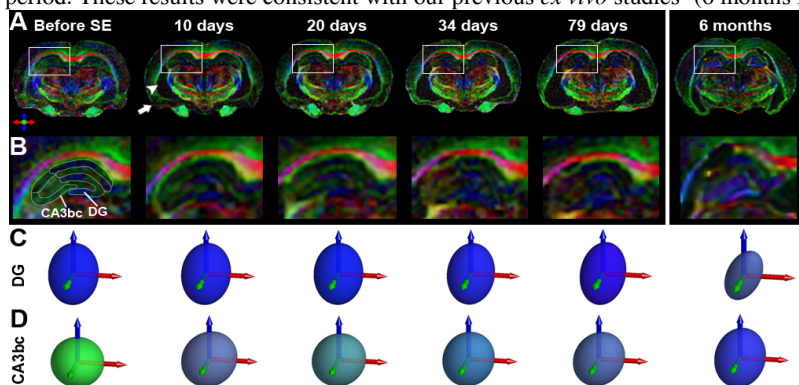 period. These results were consistent with our previous ex vivo studies (6 months
A Before SE 10 days 20 days 34 days 79 days 6 months
B
CA3bc DG
C
DG
D
CA3bc